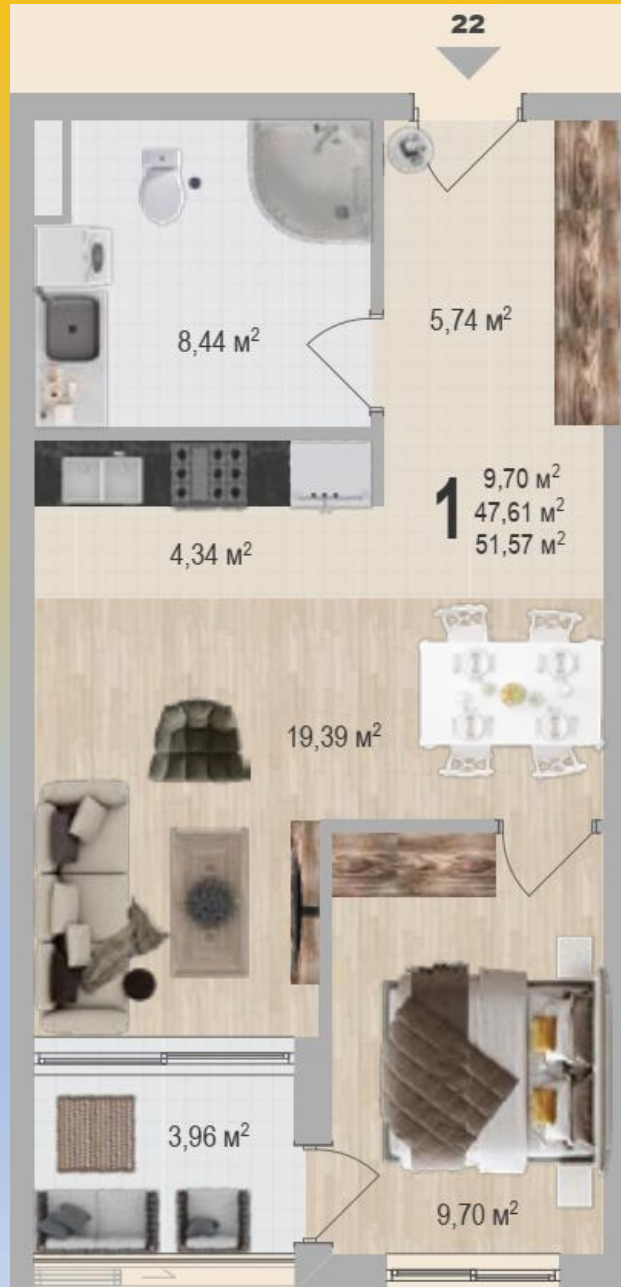 22
8,44 м²
5,74 м²
1
9,70 м²
47,61 м²
51,57 м²
4,34 м²
19,39 м²
3,96 м²
9,70 м²